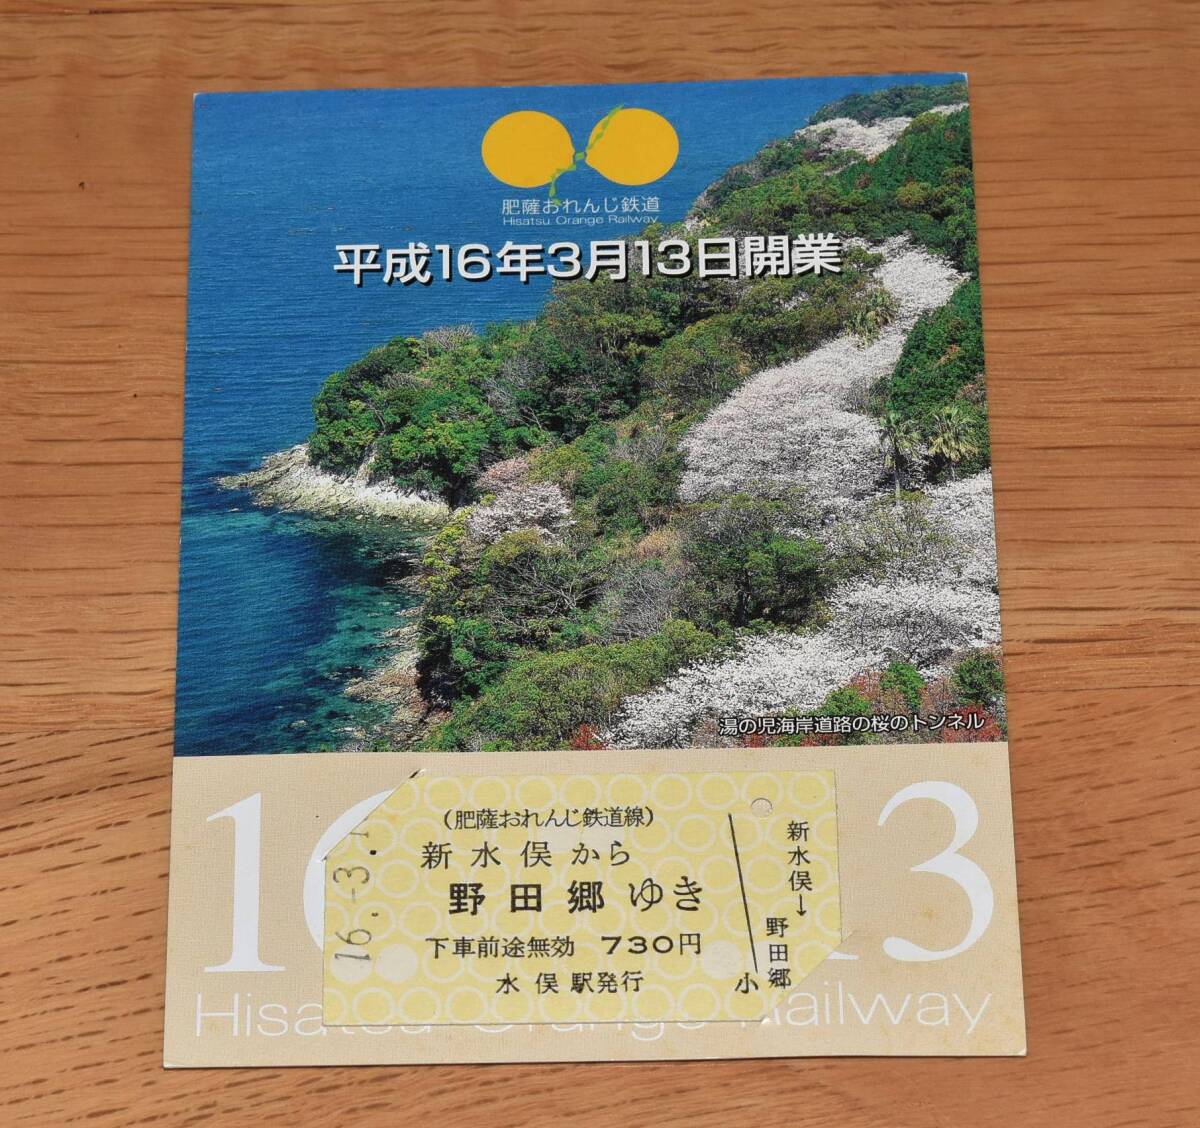 肥薩おれんじ鉄道
Hisatsu Orange Railway
平成16年3月13日開業
湯の児海岸道路の桜のトンネル
16.-3.
(肥薩おれんじ鉄道線)
新水俣から
野田郷ゆき
下車前途無効 730円
水俣駅発行
小
新水俣→
野田郷